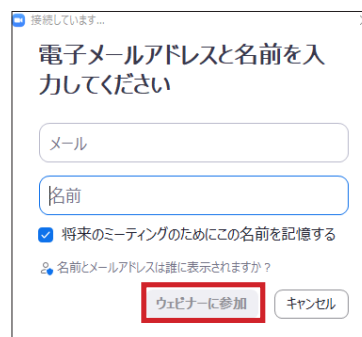 接続しています...
電子メールアドレスと名前を入
力してください
メール
名前
将来のミーティングのためにこの名前を記憶する
名前とメールアドレスは誰に表示されますか？
ウェビナーに参加 キャンセル